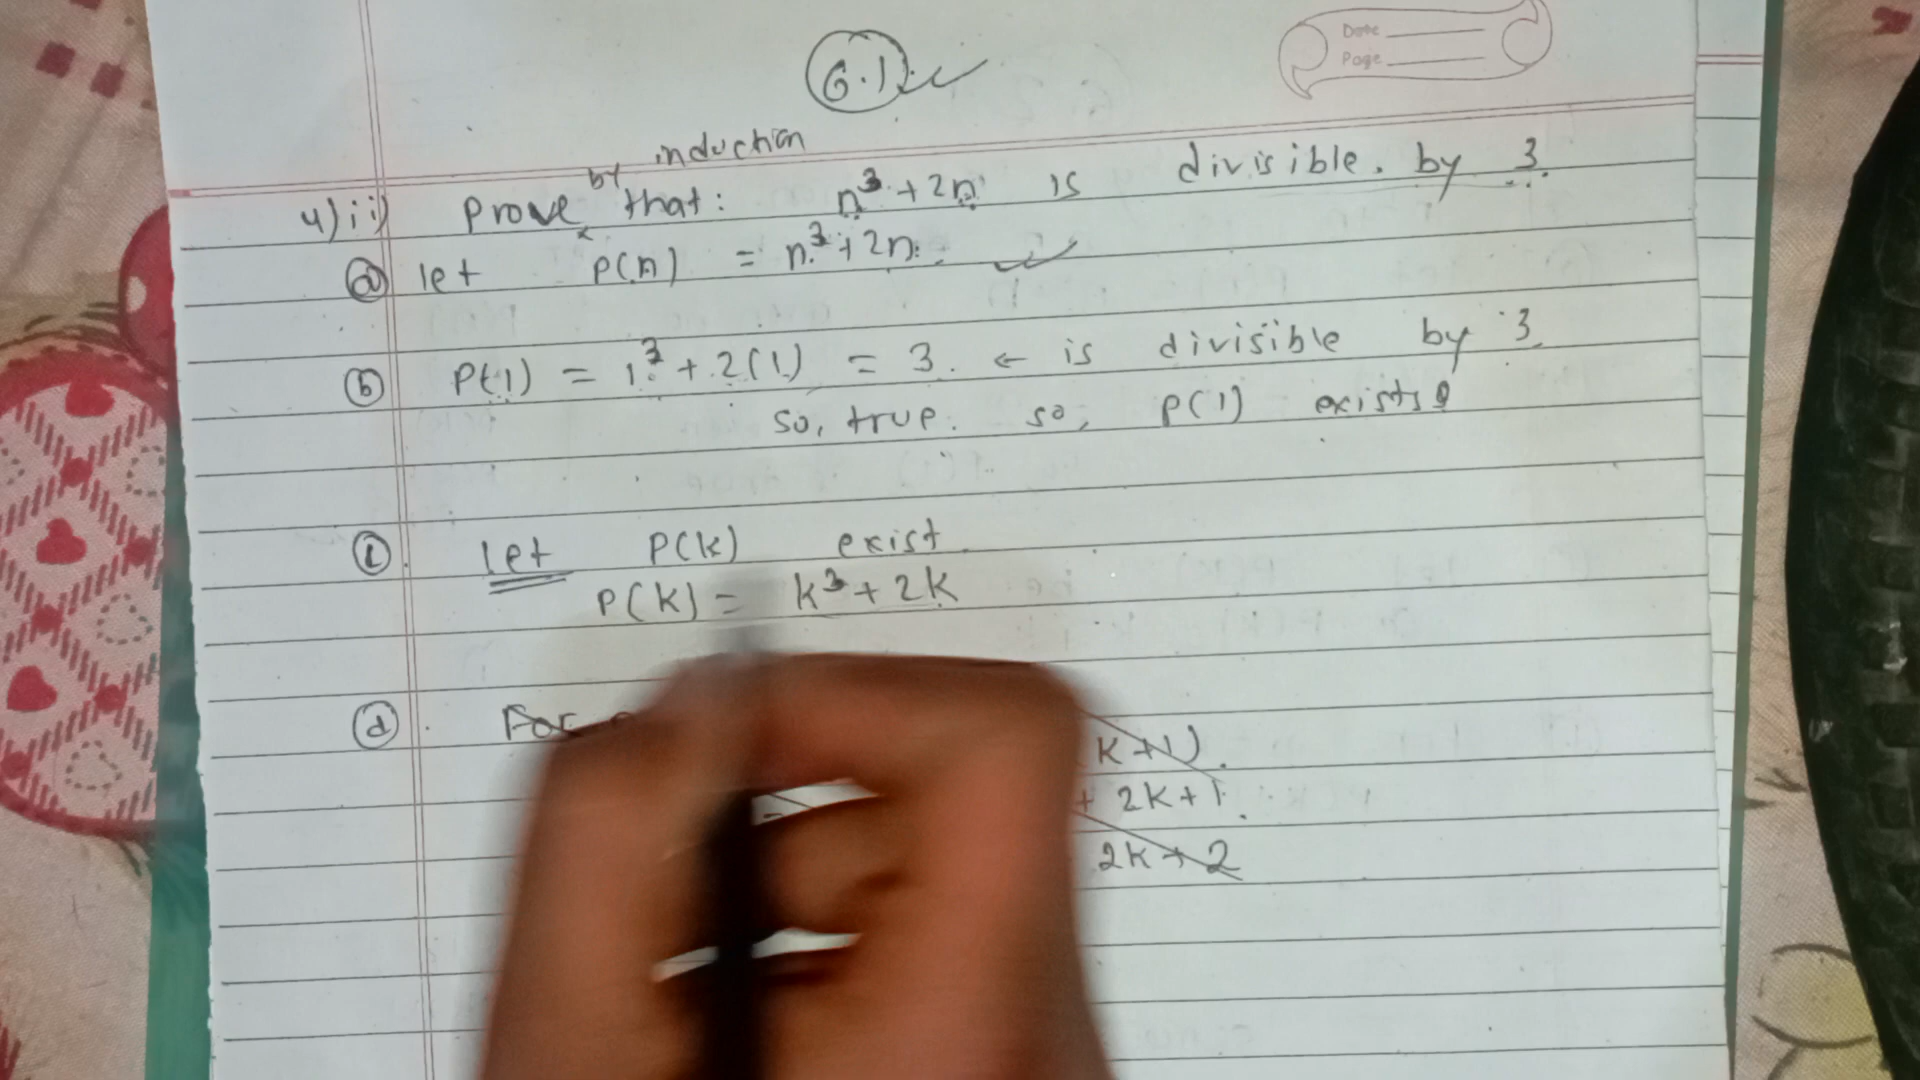 6.1
Date
Page
by induction
4) ii) Prove that: n³ + 2n is divisible. by 3.
a let P(n) = n³ + 2n.
b P(1) = 1³ + 2(1) = 3. ← is divisible by 3.
so, true. so, P(1) exists
c. let P(k) exist.
P(k) = k³ + 2k
d. For
k+1).
+ 2k+1.
2k+2